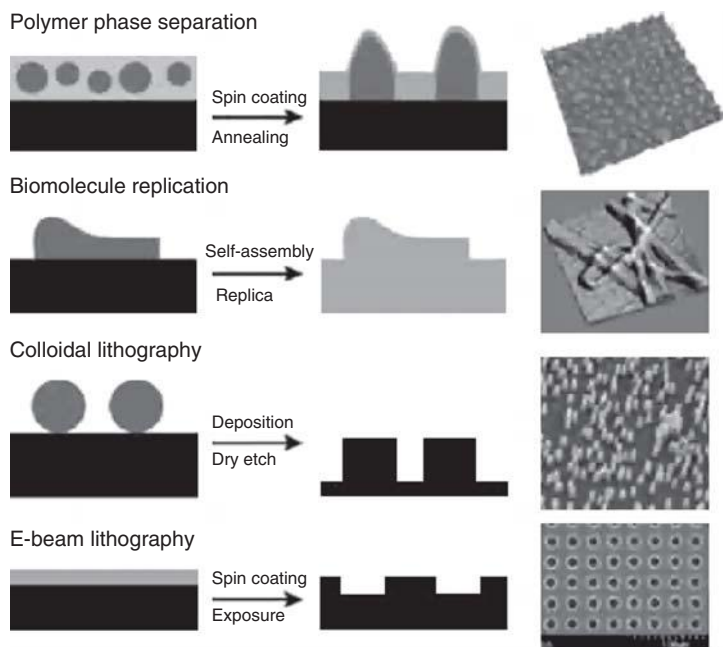 Polymer phase separation
Spin coating
Annealing
Biomolecule replication
Self-assembly
Replica
Colloidal lithography
Deposition
Dry etch
E-beam lithography
Spin coating
Exposure